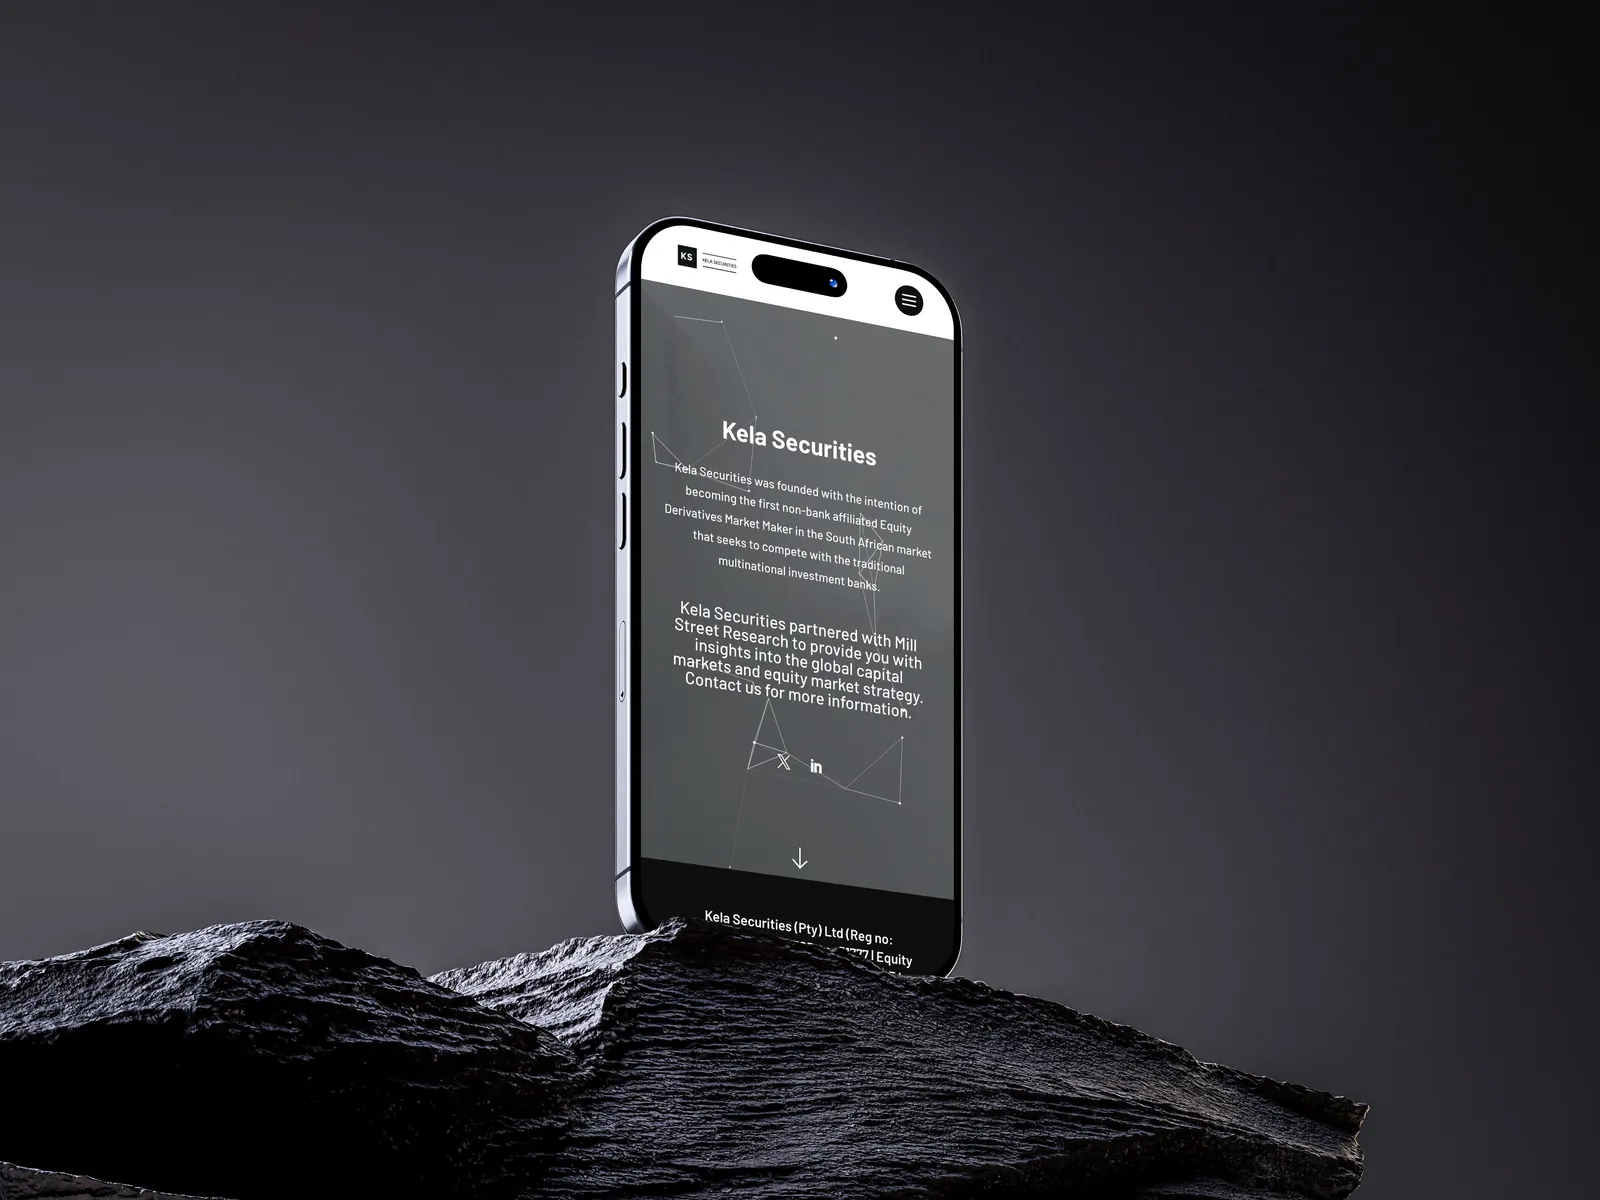 KS
KELA SECURITIES
Kela Securities
Kela Securities was founded with the intention of
becoming the first non-bank affiliated Equity
Derivatives Market Maker in the South African market
that seeks to compete with the traditional
multinational investment banks.
Kela Securities partnered with Mill
Street Research to provide you with
insights into the global capital
markets and equity market strategy.
Contact us for more information.
X
in
Kela Securities (Pty) Ltd (Reg no:
| Equity